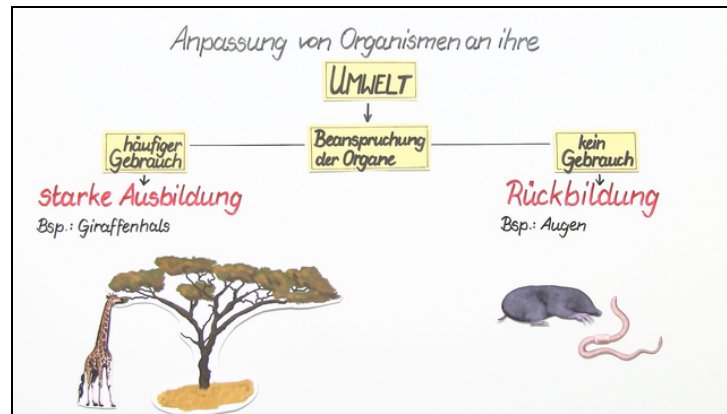 Anpassung von Organismen an ihre
UMWELT
häufiger
Gebrauch
Beanspruchung
der Organe
kein
Gebrauch
starke Ausbildung
Rückbildung
Bsp.: Giraffenhals
Bsp.: Augen